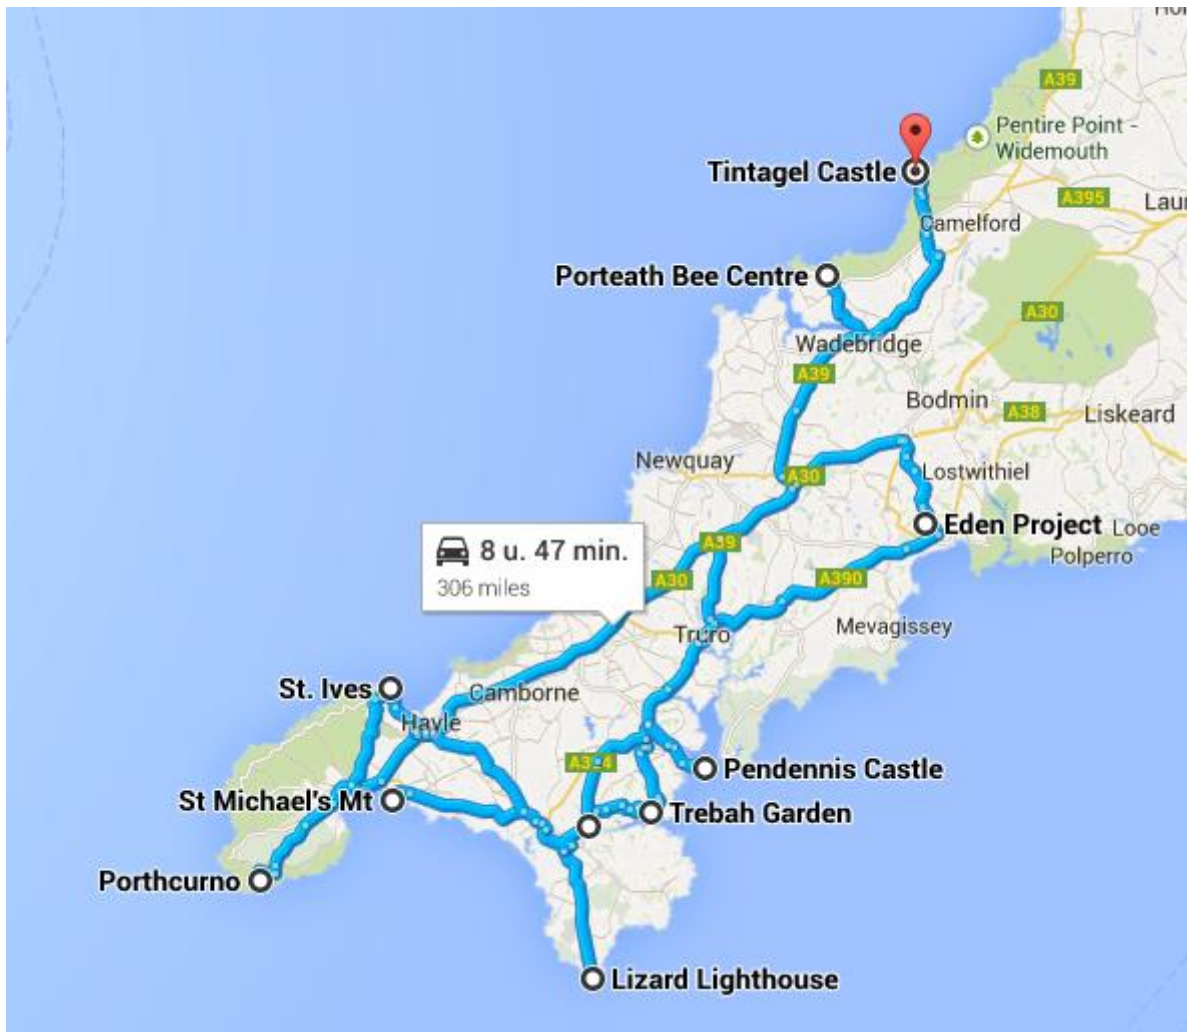 A39
Pentire Point -
Widemouth
Tintagel Castle
A395
Camelford
Porteath Bee Centre
A30
Wadebridge
A39
Bodmin
A38
Liskeard
Newquay
A30
Lostwithiel
Eden Project
Looe
A39
Polperro
8 u. 47 min.
306 miles
A30
A390
Truro
Mevagissey
St. Ives
Camborne
Hayle
Pendennis Castle
St Michael's Mt
Trebah Garden
Porthcurno
Lizard Lighthouse